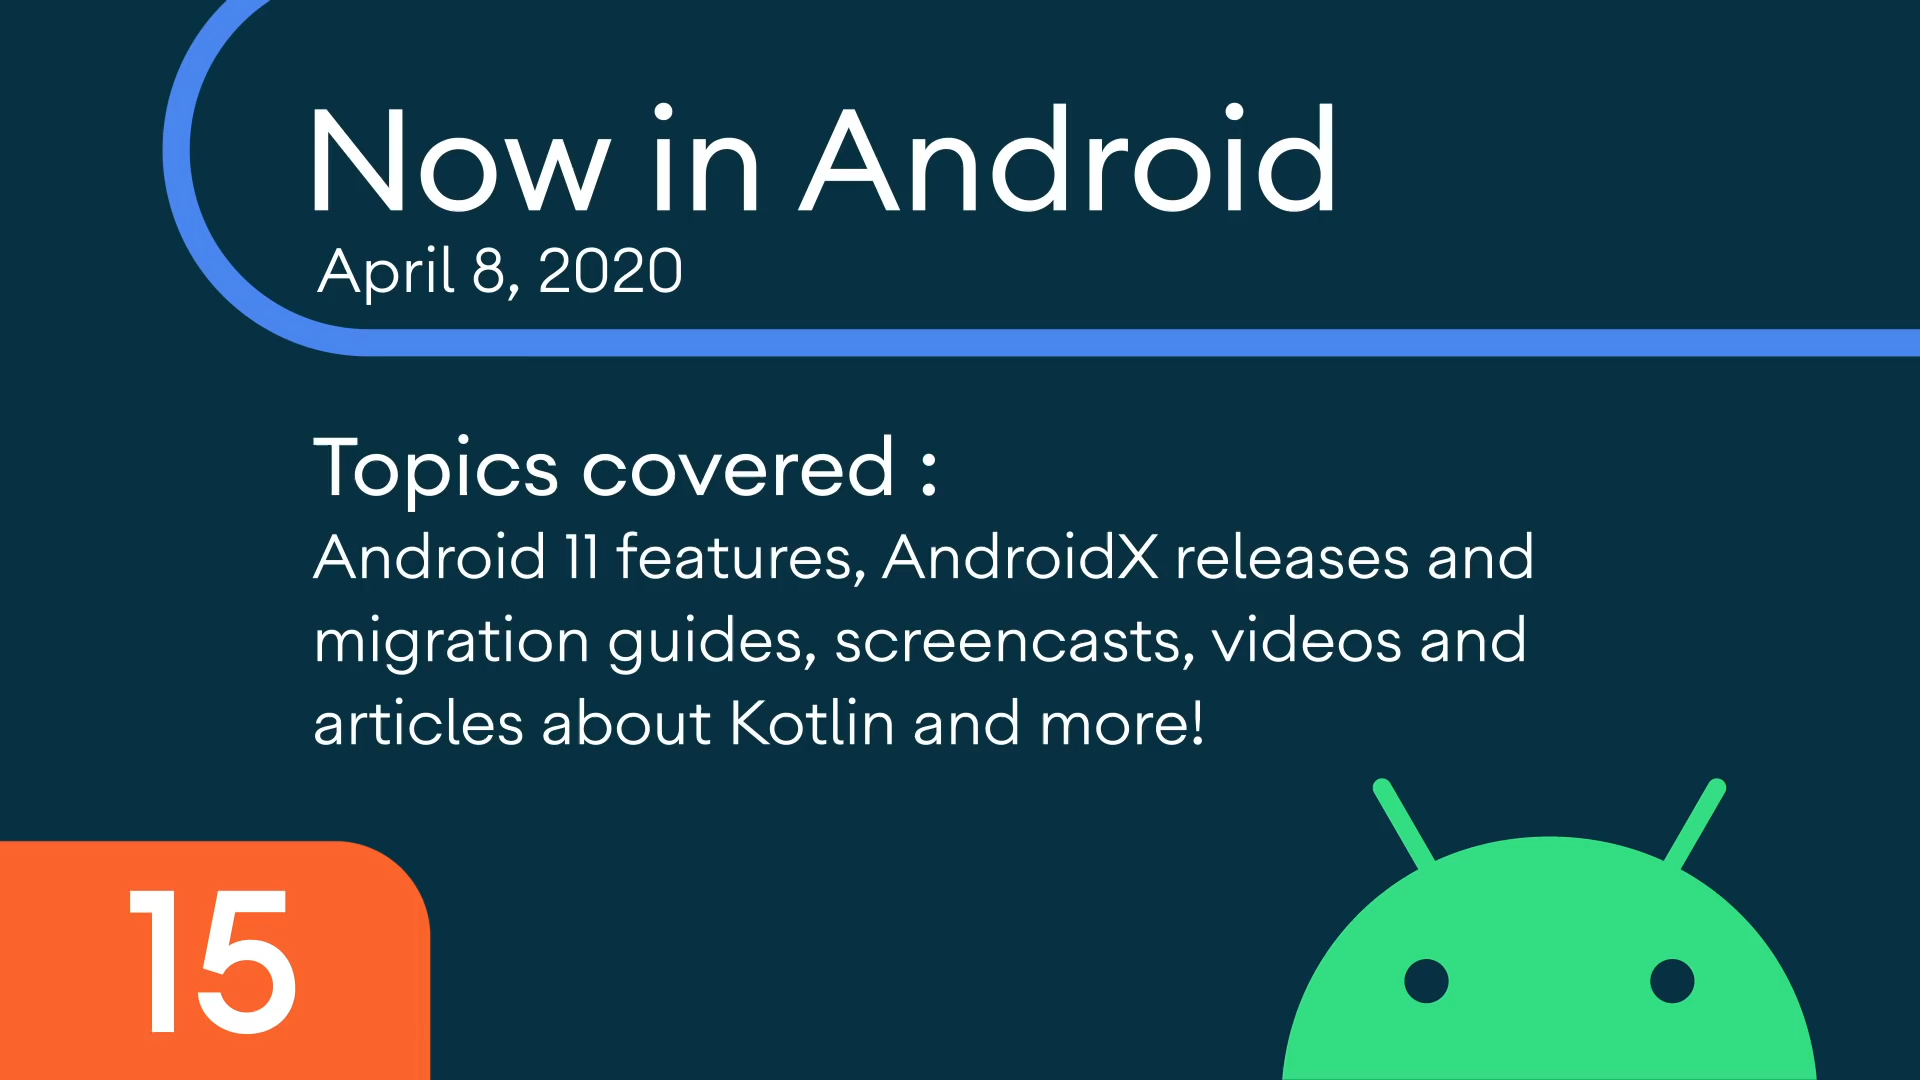 Now in Android
April 8, 2020
Topics covered :
Android 11 features, AndroidX releases and
migration guides, screencasts, videos and
articles about Kotlin and more!
15